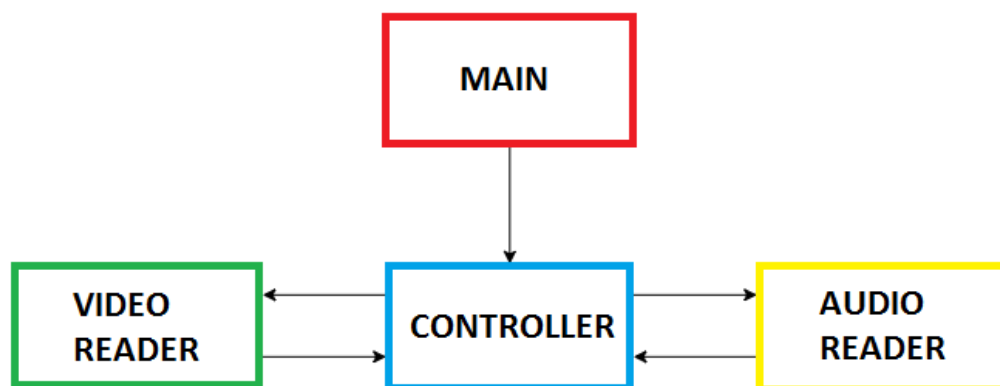 MAIN
VIDEO
READER
CONTROLLER
AUDIO
READER